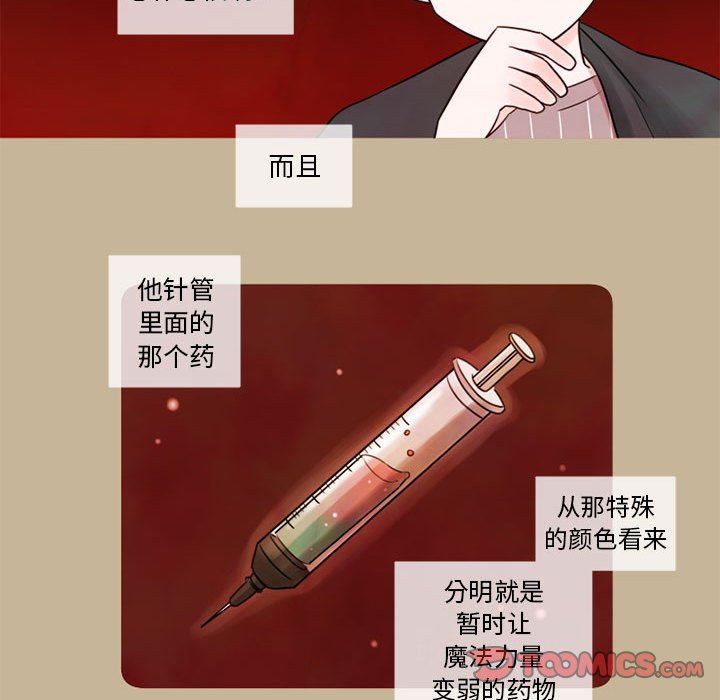 而且
他针管
里面的
那个药
从那特殊
的颜色看来
分明就是
暂时让
魔法力量
变弱的药物
TOOMICS.COM